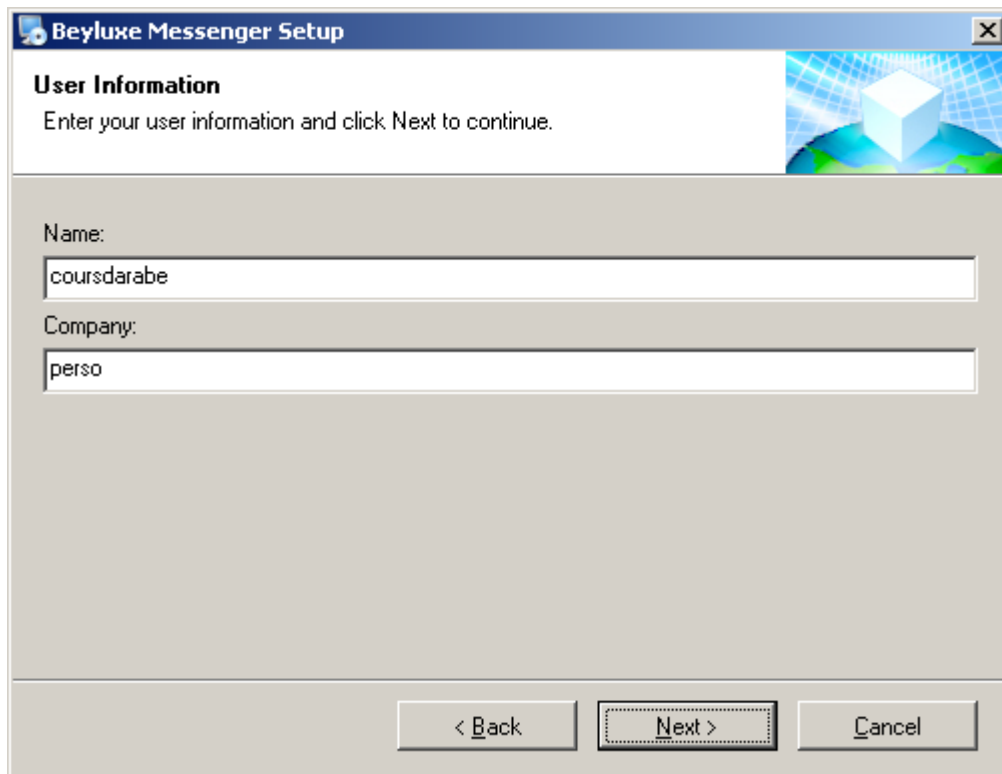 Beyluxe Messenger Setup
User Information
Enter your user information and click Next to continue.
Name:
coursdarabe
Company:
perso
< Back
Next >
Cancel